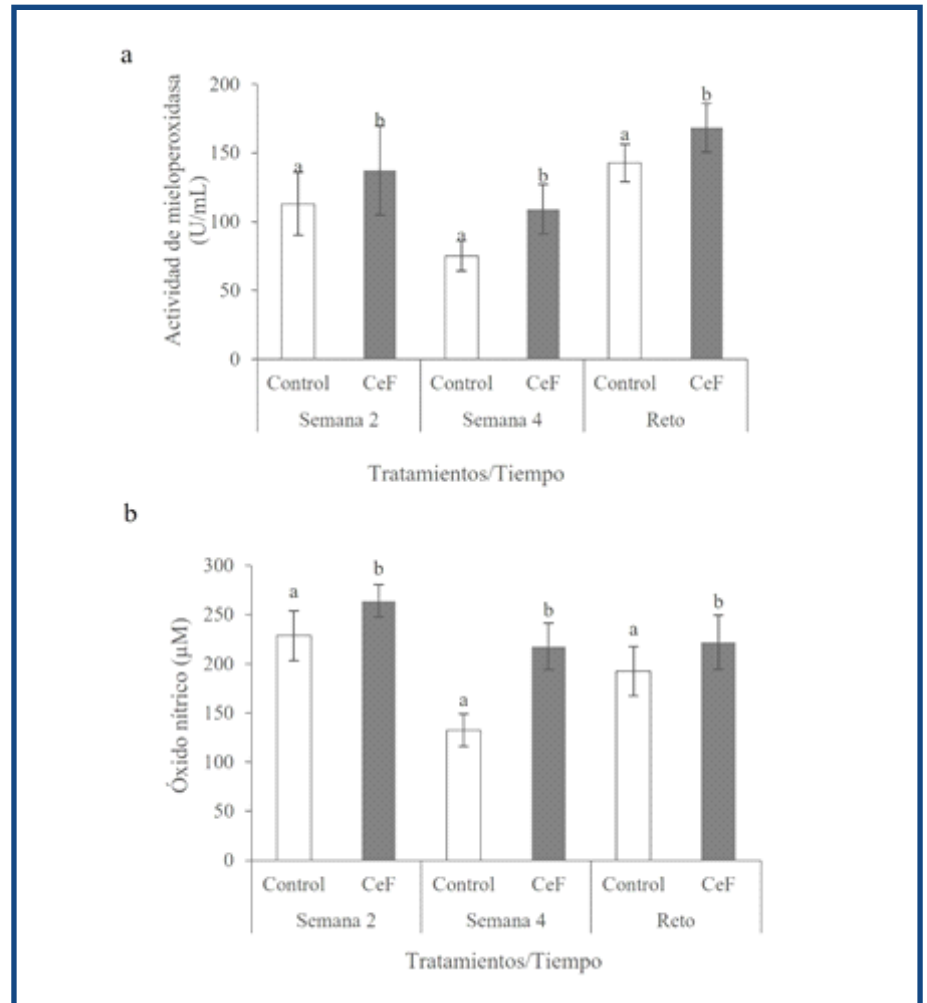 a
Actividad de mieloperoxidasa
(U/mL)
200
150
100
50
0
a
b
a
b
a
b
Control CeF Control CeF Control CeF
Semana 2 Semana 4 Reto
Tratamientos/Tiempo
b
Óxido nítrico (µM)
300
250
200
150
100
50
0
a
b
a
b
a
b
Control CeF Control CeF Control CeF
Semana 2 Semana 4 Reto
Tratamientos/Tiempo